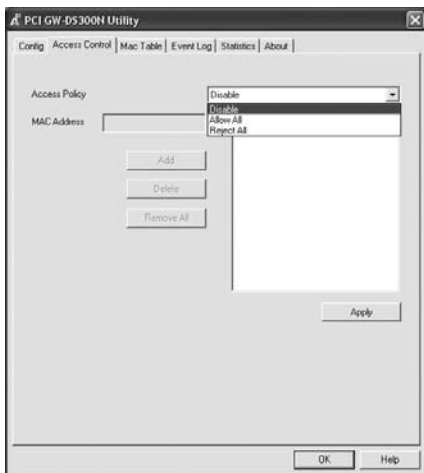 PCI GW-DS300N Utility
Config Access Control Mac Table Event Log Statistics About
Access Policy Disable
Disable
MAC Address Allow All
Reject All
Add
Delete
Remove All
Apply
OK Help